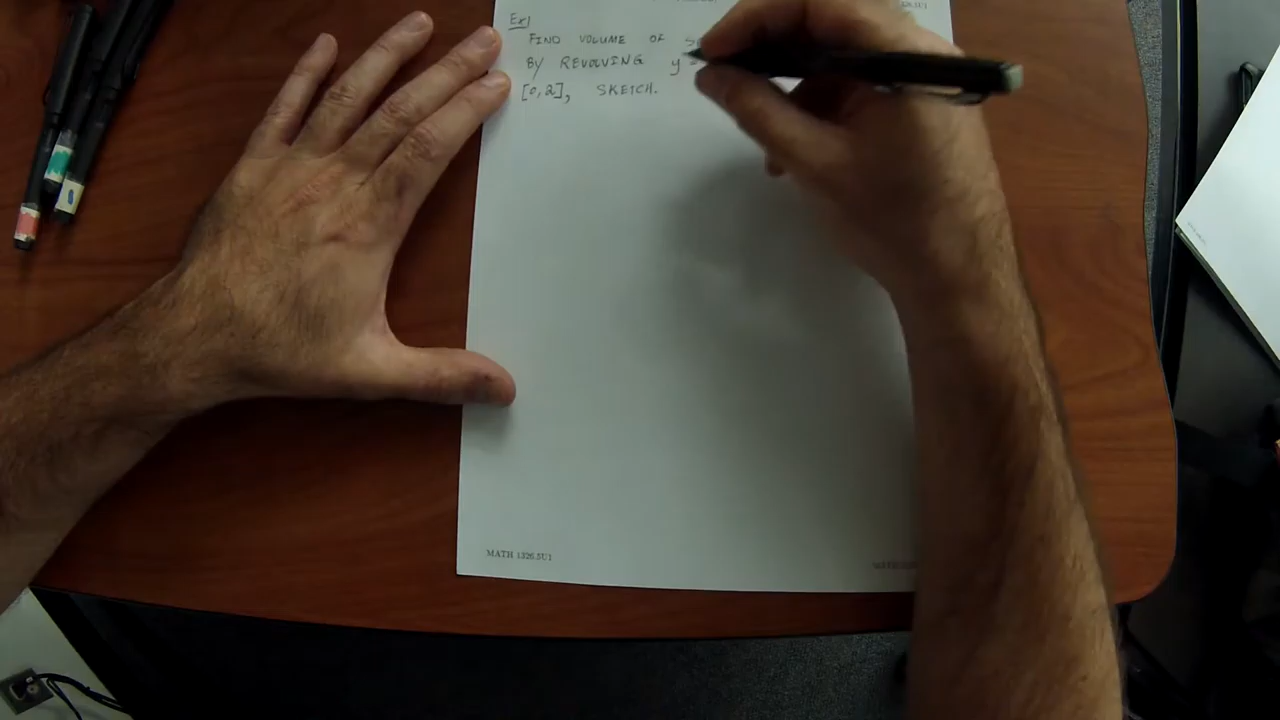 Ex1
FIND VOLUME OF S
BY REVOLVING y
[0,2], SKETCH.
MATH 1326.5U1